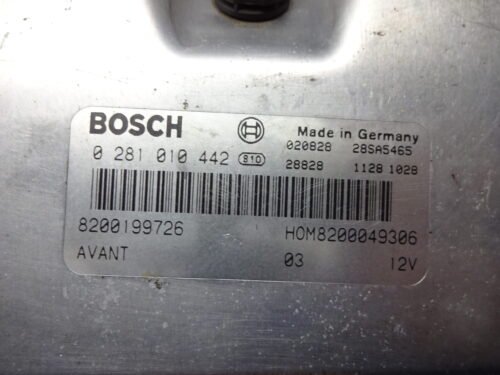 BOSCH Made in Germany
020828 28SA5465
0 281 010 442 810 28828 1128 1028
8200199726 HOM8200049306
AVANT 03 12V